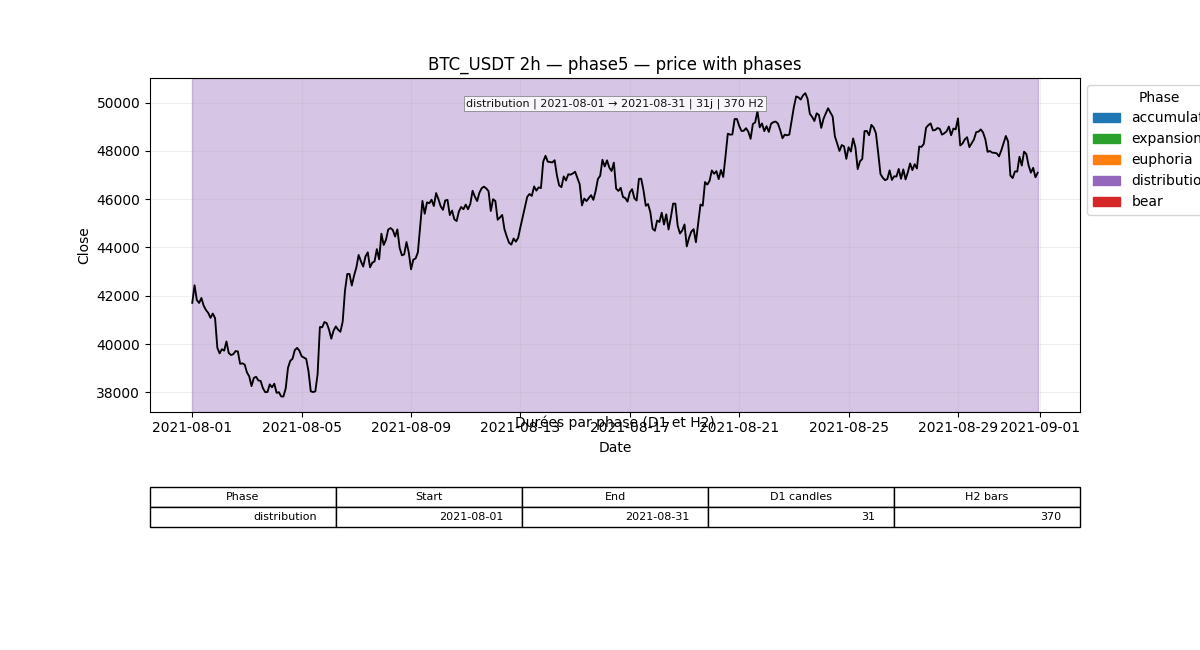 BTC_USDT 2h — phase5 — price with phases
distribution | 2021-08-01 → 2021-08-31 | 31j | 370 H2
Close
50000
48000
46000
44000
42000
40000
38000
Phase
accumulat
expansion
euphoria
distributio
bear
2021-08-01 2021-08-05 2021-08-09 2021-08-13 2021-08-17 2021-08-21 2021-08-25 2021-08-29 2021-09-01
Durées par phase (D1 et H2)
Date
Phase Start End D1 candles H2 bars
distribution 2021-08-01 2021-08-31 31 370